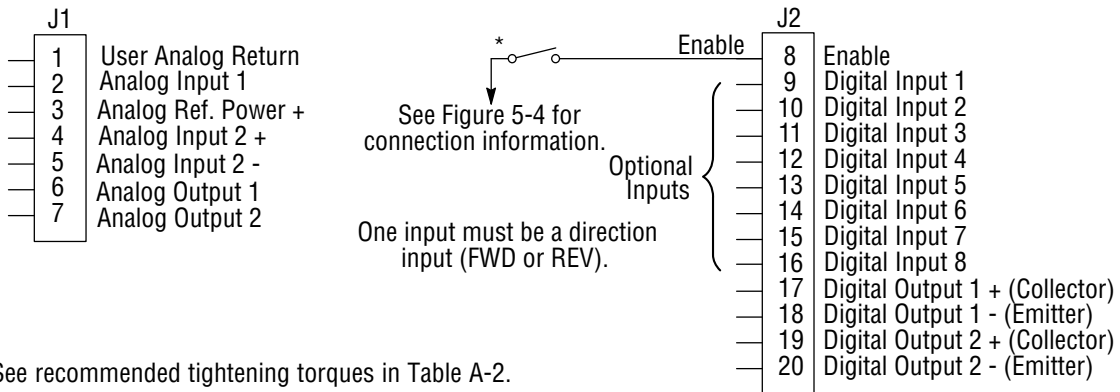 J1
1 User Analog Return
2 Analog Input 1
3 Analog Ref. Power +
4 Analog Input 2 +
5 Analog Input 2 -
6 Analog Output 1
7 Analog Output 2
*
See Figure 5-4 for
connection information.
Optional
Inputs
One input must be a direction
input (FWD or REV).
J2
Enable 8 Enable
9 Digital Input 1
10 Digital Input 2
11 Digital Input 3
12 Digital Input 4
13 Digital Input 5
14 Digital Input 6
15 Digital Input 7
16 Digital Input 8
17 Digital Output 1 + (Collector)
18 Digital Output 1 - (Emitter)
19 Digital Output 2 + (Collector)
20 Digital Output 2 - (Emitter)
See recommended tightening torques in Table A-2.